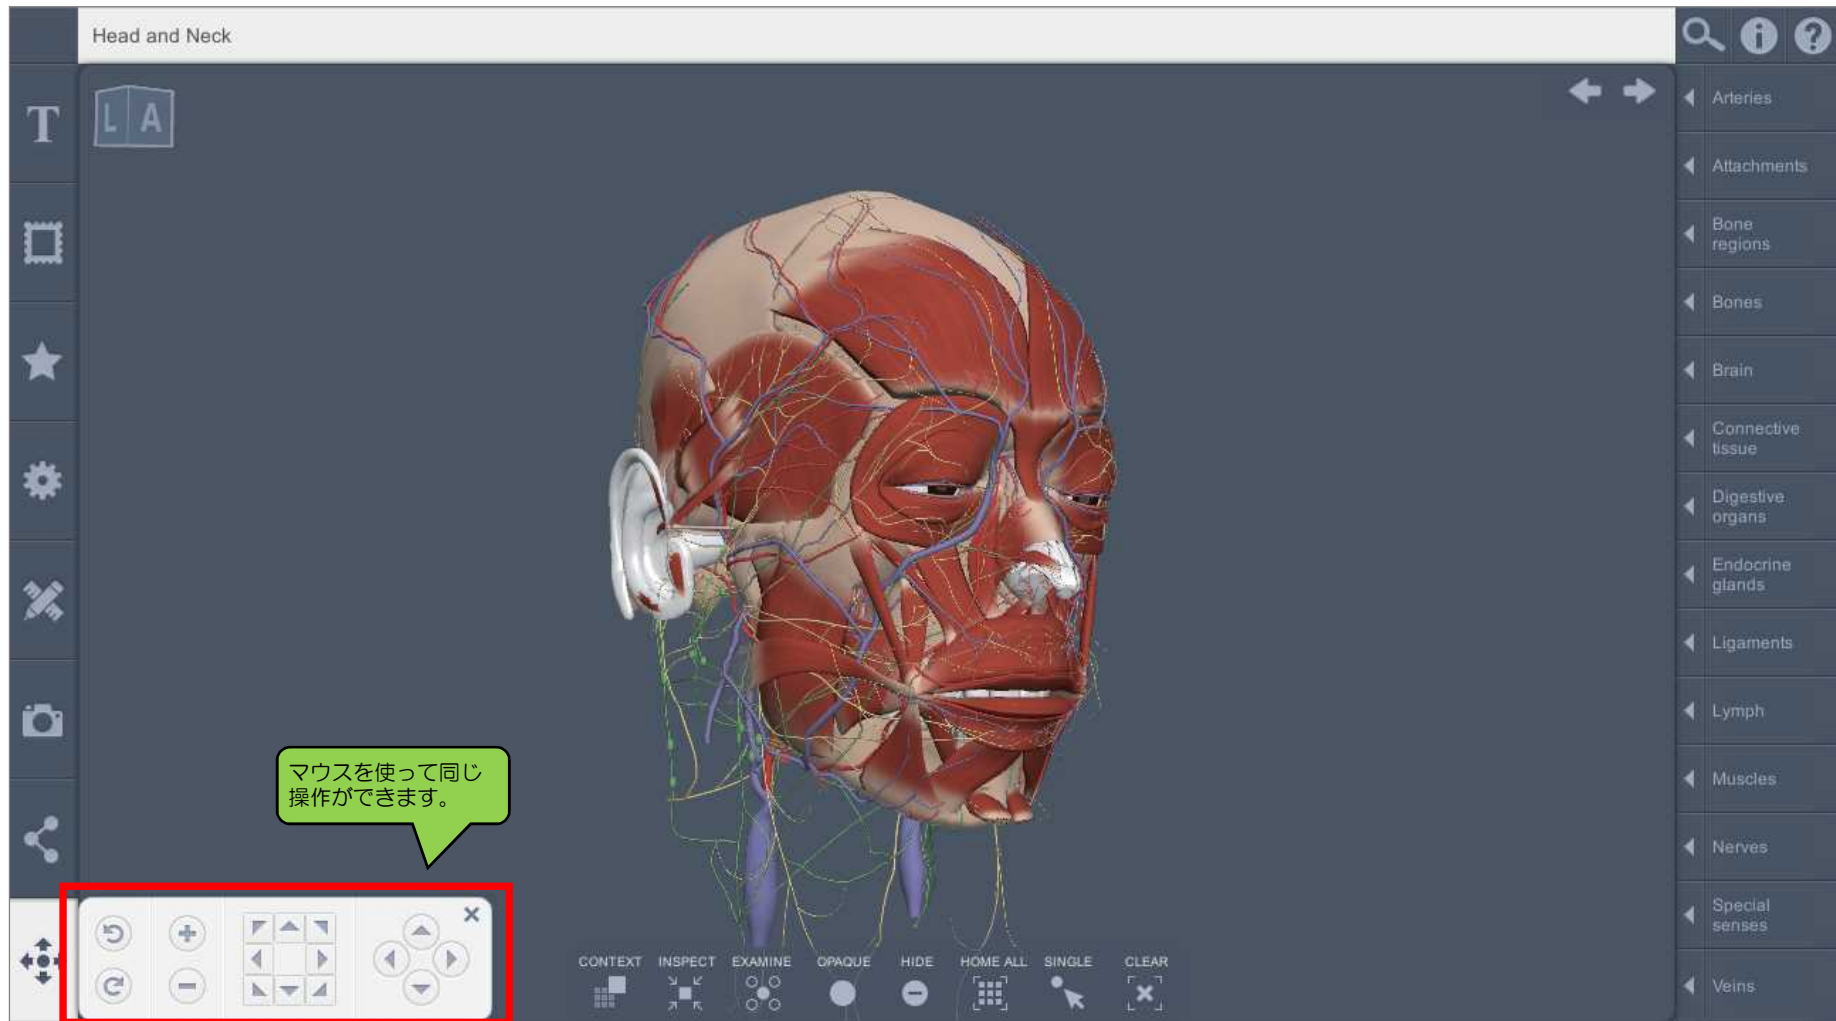 Head and Neck
T
L A
マウスを使って同じ
操作ができます。
CONTEXT INSPECT EXAMINE OPAQUE HIDE HOME ALL SINGLE CLEAR
Arteries
Attachments
Bone
regions
Bones
Brain
Connective
tissue
Digestive
organs
Endocrine
glands
Ligaments
Lymph
Muscles
Nerves
Special
senses
Veins